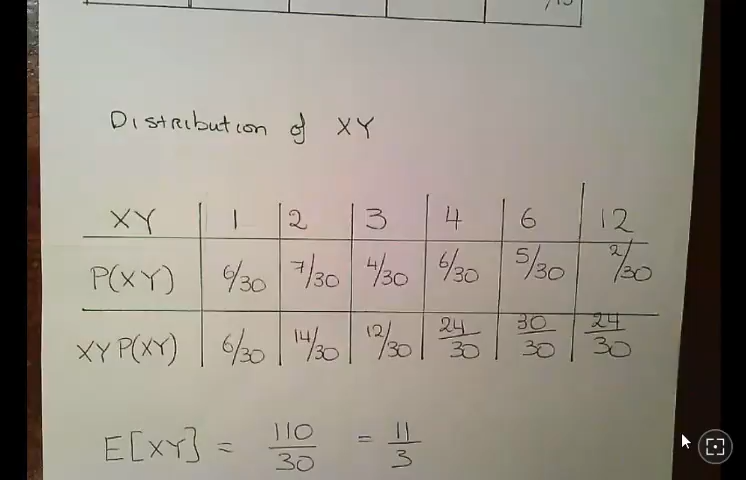 /15
Distribution of XY
XY 1 2 3 4 6 12
P(XY) 6/30 7/30 4/30 6/30 5/30 2/30
XY P(XY) 6/30 14/30 12/30 24/30 30/30 24/30
E[XY] = 110/30 = 11/3